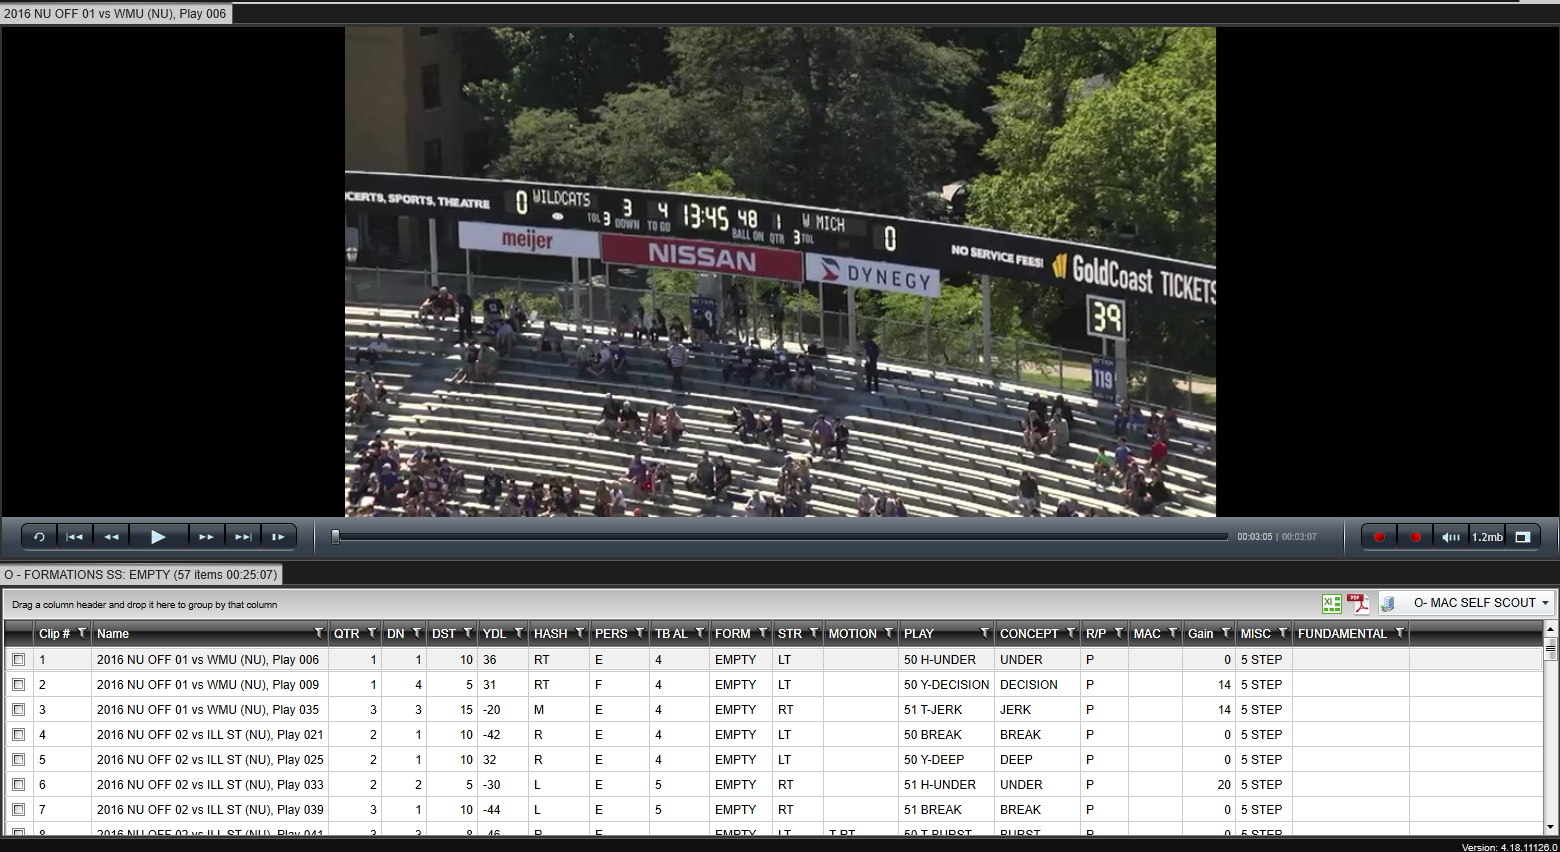 2016 NU OFF 01 vs WMU (NU), Play 006
CERTS, SPORTS, THEATRE 0 WILDCATS TOL 3 3 DOWN 4 TO GO 13:45 48 BALL ON 1 QTR 3 TOL W MICH 0 NO SERVICE FEES! GoldCoast TICKETS
meijer NISSAN DYNEGY
39
9
119
00:03:05 | 00:03:07 1.2mb
O - FORMATIONS SS: EMPTY (57 items 00:25:07)
Drag a column header and drop it here to group by that column O- MAC SELF SCOUT
Clip # Name QTR DN DST YDL HASH PERS TB AL FORM STR MOTION PLAY CONCEPT R/P MAC Gain MISC FUNDAMENTAL
1 2016 NU OFF 01 vs WMU (NU), Play 006 1 1 10 36 RT E 4 EMPTY LT 50 H-UNDER UNDER P 0 5 STEP
2 2016 NU OFF 01 vs WMU (NU), Play 009 1 4 5 31 RT F 4 EMPTY LT 50 Y-DECISION DECISION P 14 5 STEP
3 2016 NU OFF 01 vs WMU (NU), Play 035 3 3 15 -20 M E 4 EMPTY RT 51 T-JERK JERK P 14 5 STEP
4 2016 NU OFF 02 vs ILL ST (NU), Play 021 2 1 10 -42 R E 4 EMPTY LT 50 BREAK BREAK P 0 5 STEP
5 2016 NU OFF 02 vs ILL ST (NU), Play 025 2 1 10 32 R E 4 EMPTY LT 50 Y-DEEP DEEP P 0 5 STEP
6 2016 NU OFF 02 vs ILL ST (NU), Play 033 2 2 5 -30 L E 5 EMPTY RT 51 H-UNDER UNDER P 20 5 STEP
7 2016 NU OFF 02 vs ILL ST (NU), Play 039 3 1 10 -44 L E 5 EMPTY RT 51 BREAK BREAK P 0 5 STEP
8 2016 NU OFF 02 vs ILL ST (NU), Play 041 3 3 8 -46 EMPTY LT T-RT 50 T-BURST BURST P 0 5 STEP
Version: 4.18.11126.0